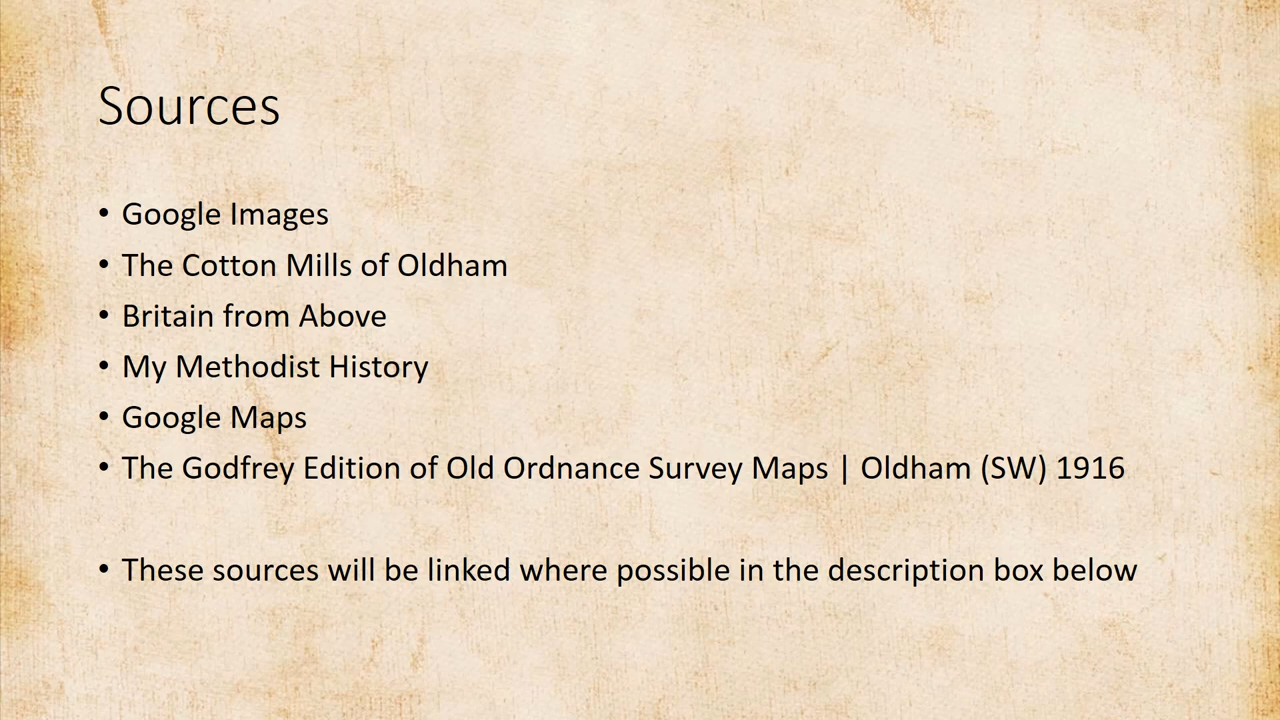 Sources
• Google Images
• The Cotton Mills of Oldham
• Britain from Above
• My Methodist History
• Google Maps
• The Godfrey Edition of Old Ordnance Survey Maps | Oldham (SW) 1916
• These sources will be linked where possible in the description box below